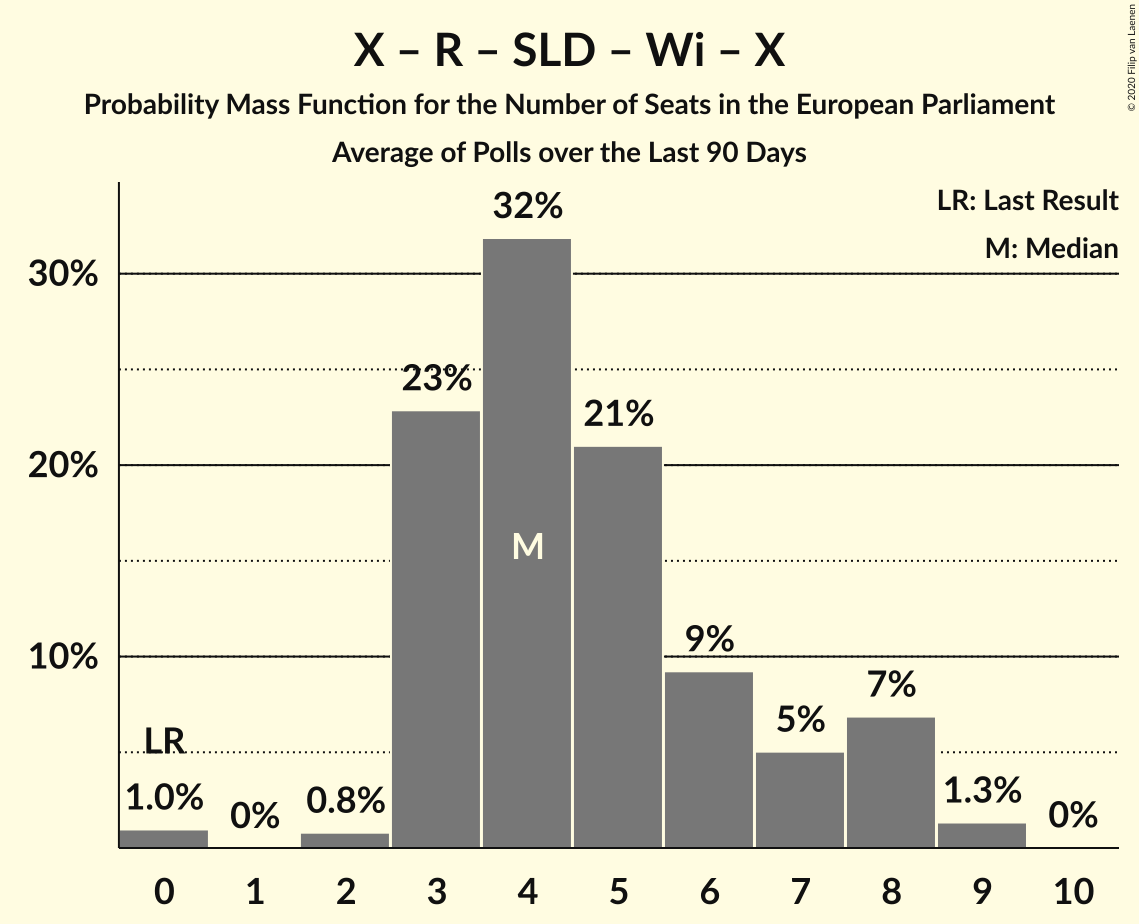 X – R – SLD – Wi – X
Probability Mass Function for the Number of Seats in the European Parliament
Average of Polls over the Last 90 Days
© 2020 Filip van Laenen
LR: Last Result
M: Median
30%
20%
10%
LR
1.0%
0%
0.8%
23%
32%
M
21%
9%
5%
7%
1.3%
0%
0 1 2 3 4 5 6 7 8 9 10